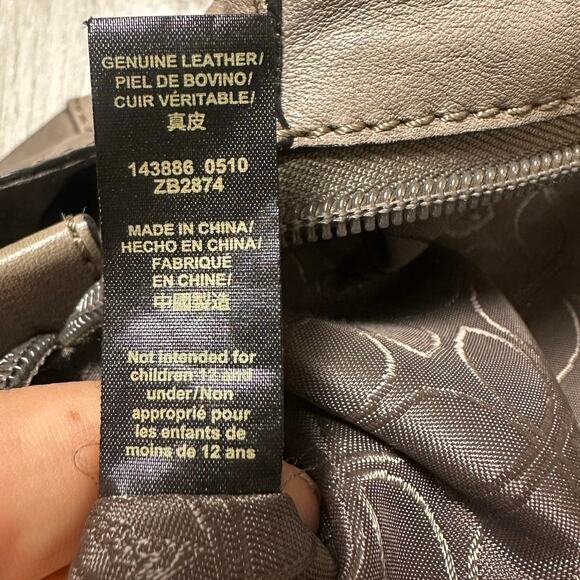 GENUINE LEATHER/
PIEL DE BOVINO/
CUIR VÉRITABLE/
真皮
143886 0510
ZB2874
MADE IN CHINA/
HECHO EN CHINA/
FABRIQUÉ
EN CHINE/
中國製造
Not intended for
children 12 and
under/Non
approprié pour
les enfants de
moins de 12 ans